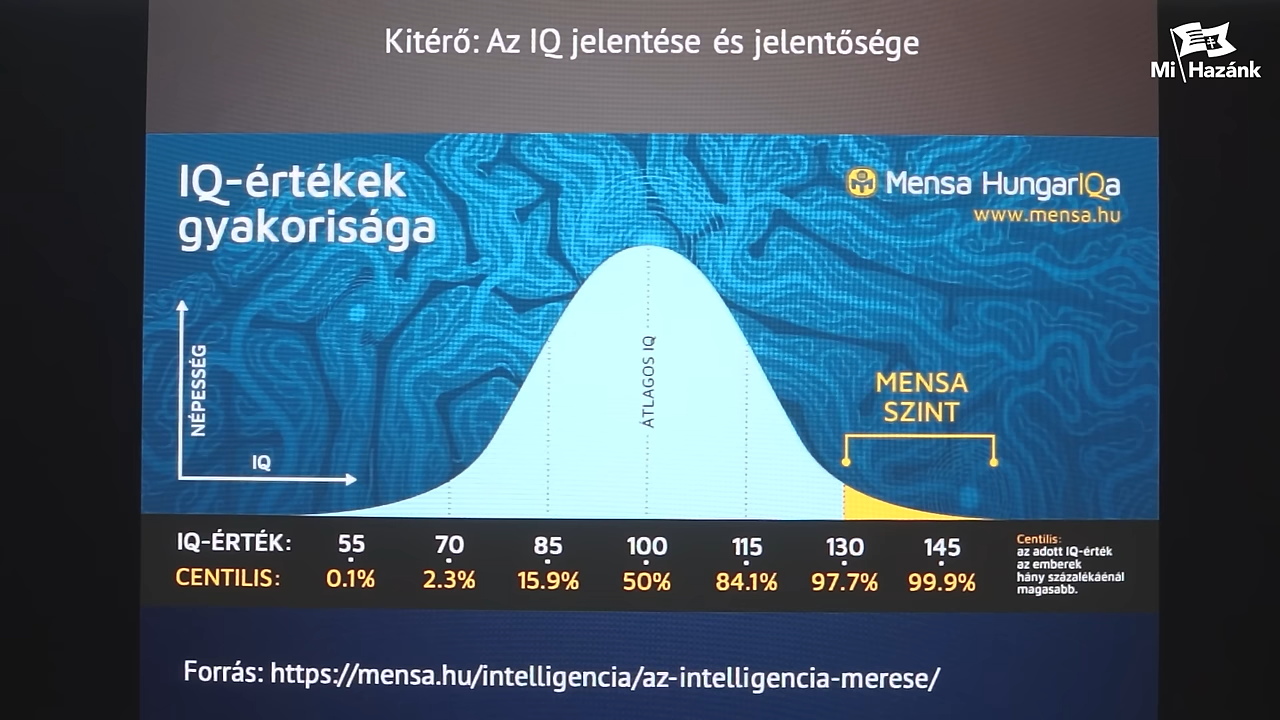 Kitérő: Az IQ jelentése és jelentősége
Mi Hazánk
IQ-értékek
gyakorisága
Mensa HungarIQa
www.mensa.hu
NÉPESSÉG
IQ
ÁTLAGOS IQ
MENSA
SZINT
IQ-ÉRTÉK: 55 70 85 100 115 130 145
CENTILIS: 0.1% 2.3% 15.9% 50% 84.1% 97.7% 99.9%
Centilis:
az adott IQ-érték
az emberek
hány százalékáénál
magasabb.
Forrás: https://mensa.hu/intelligencia/az-intelligencia-merese/